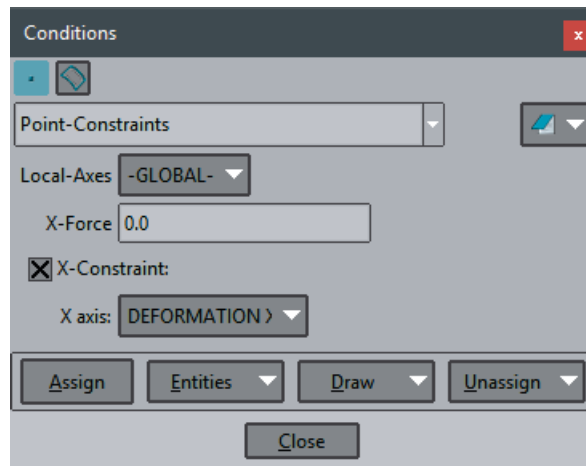 Conditions
x
Point-Constraints
Local-Axes -GLOBAL-
X-Force 0.0
X-Constraint:
X axis: DEFORMATION X
Assign Entities Draw Unassign
Close